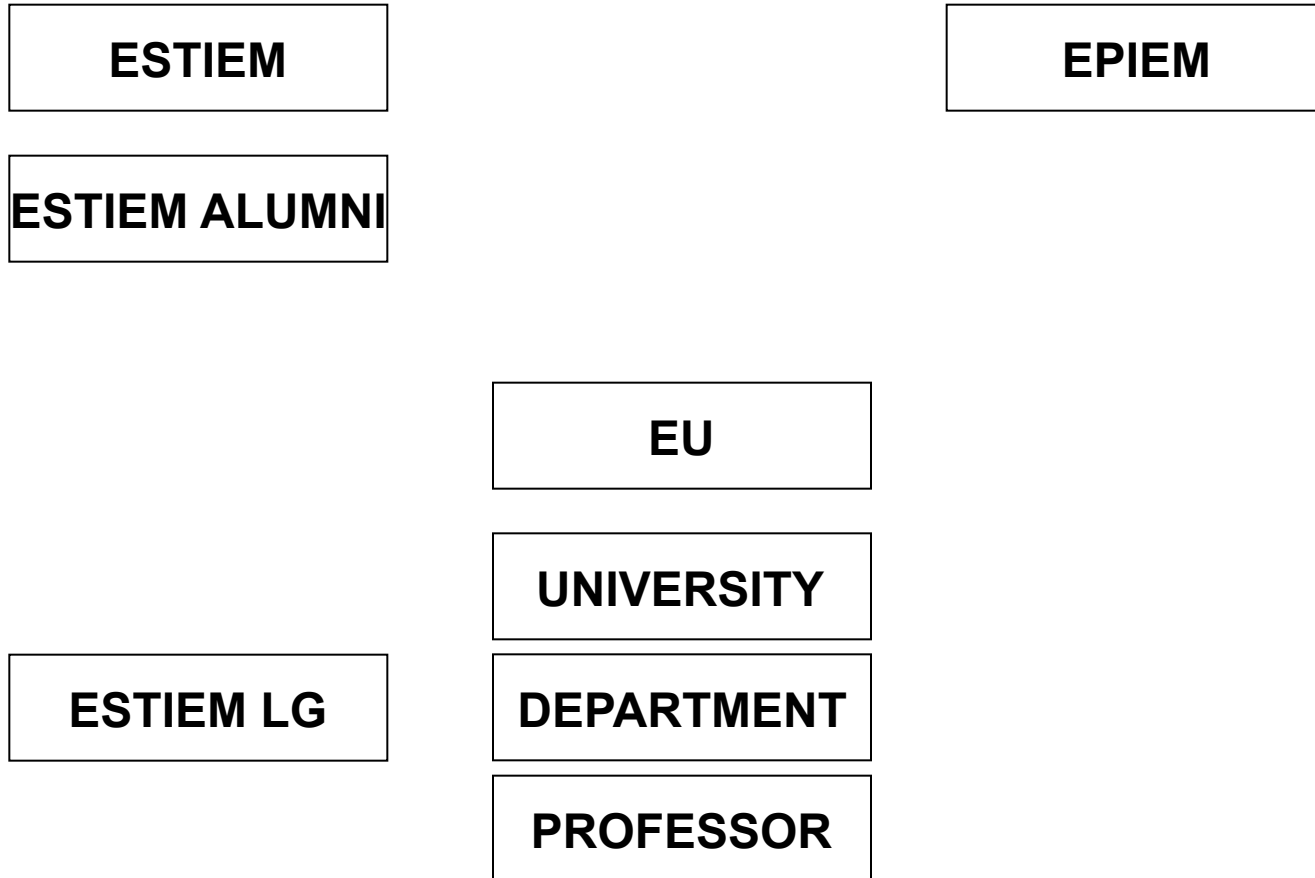 ESTIEM
EPIEM
ESTIEM ALUMNI
EU
UNIVERSITY
ESTIEM LG
DEPARTMENT
PROFESSOR